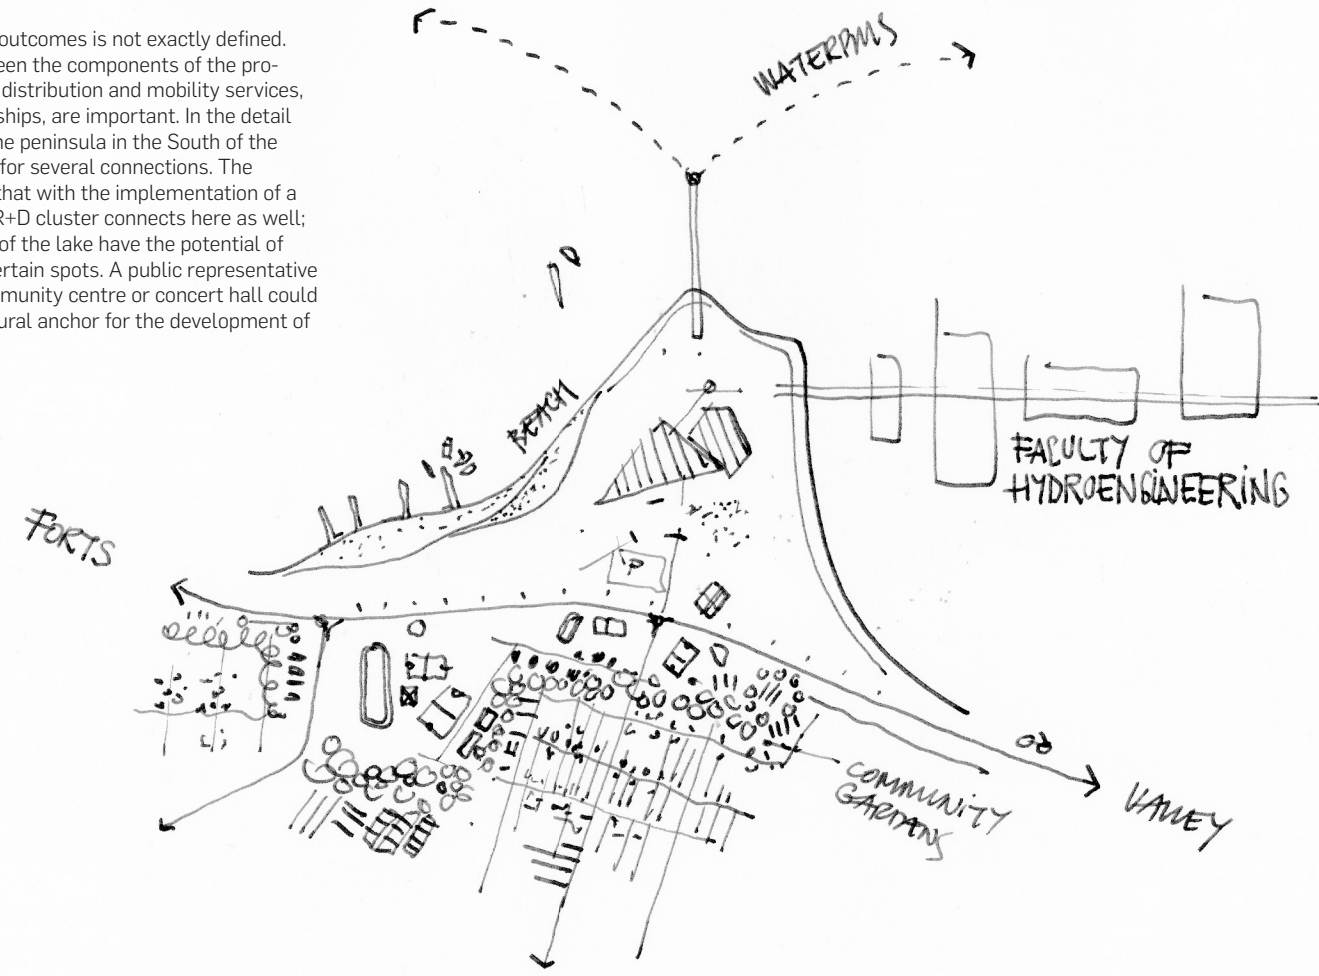 outcomes is not exactly defined.
een the components of the pro-
distribution and mobility services,
ships, are important. In the detail
ne peninsula in the South of the
for several connections. The
that with the implementation of a
R+D cluster connects here as well;
of the lake have the potential of
ertain spots. A public representative
munity centre or concert hall could
ural anchor for the development of
WATERBUS
BEACH
FACULTY OF
HYDROENGINEERING
FORTS
P
COMMUNITY
GARDANS
VALLEY